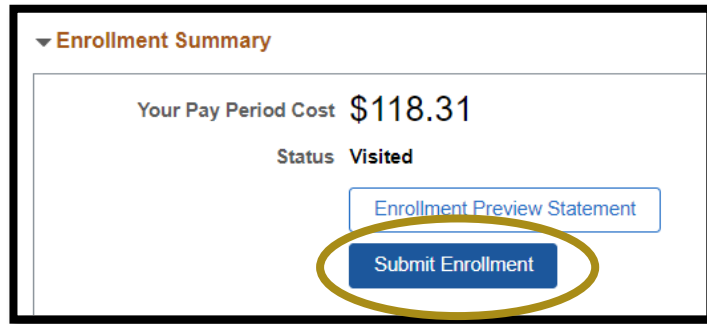 Enrollment Summary
Your Pay Period Cost $118.31
Status Visited
Enrollment Preview Statement
Submit Enrollment